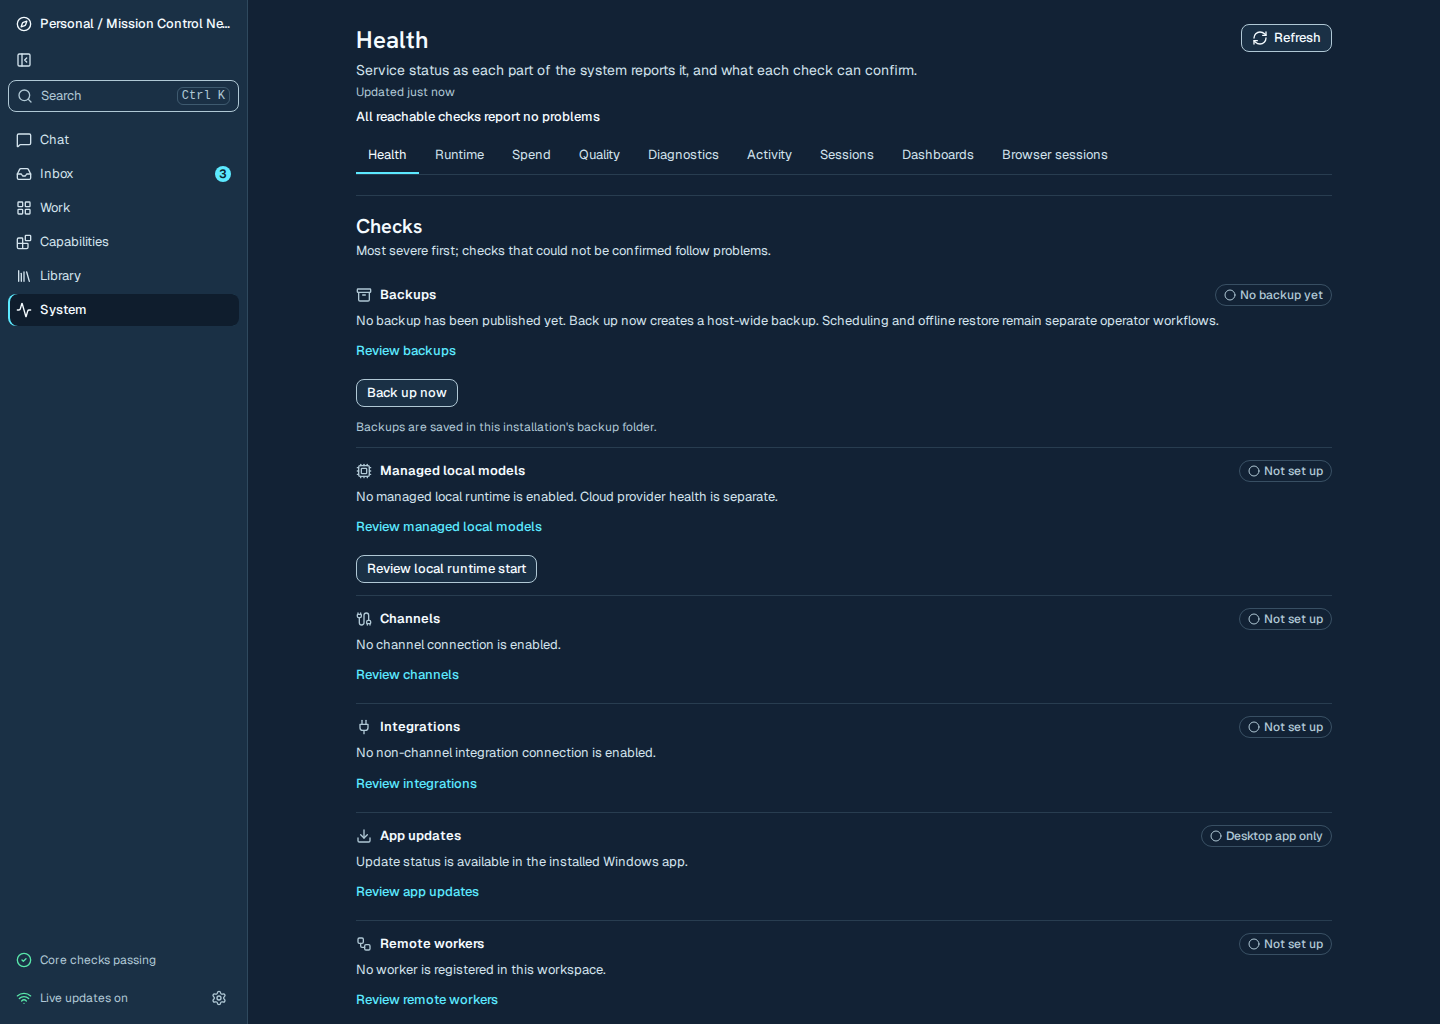 Personal / Mission Control Ne...
Search
Ctrl K
Chat
Inbox
3
Work
Capabilities
Library
System
Core checks passing
Live updates on
Health
Refresh
Service status as each part of the system reports it, and what each check can confirm.
Updated just now
All reachable checks report no problems
Health
Runtime
Spend
Quality
Diagnostics
Activity
Sessions
Dashboards
Browser sessions
Checks
Most severe first; checks that could not be confirmed follow problems.
Backups
No backup yet
No backup has been published yet. Back up now creates a host-wide backup. Scheduling and offline restore remain separate operator workflows.
Review backups
Back up now
Backups are saved in this installation's backup folder.
Managed local models
Not set up
No managed local runtime is enabled. Cloud provider health is separate.
Review managed local models
Review local runtime start
Channels
Not set up
No channel connection is enabled.
Review channels
Integrations
Not set up
No non-channel integration connection is enabled.
Review integrations
App updates
Desktop app only
Update status is available in the installed Windows app.
Review app updates
Remote workers
Not set up
No worker is registered in this workspace.
Review remote workers